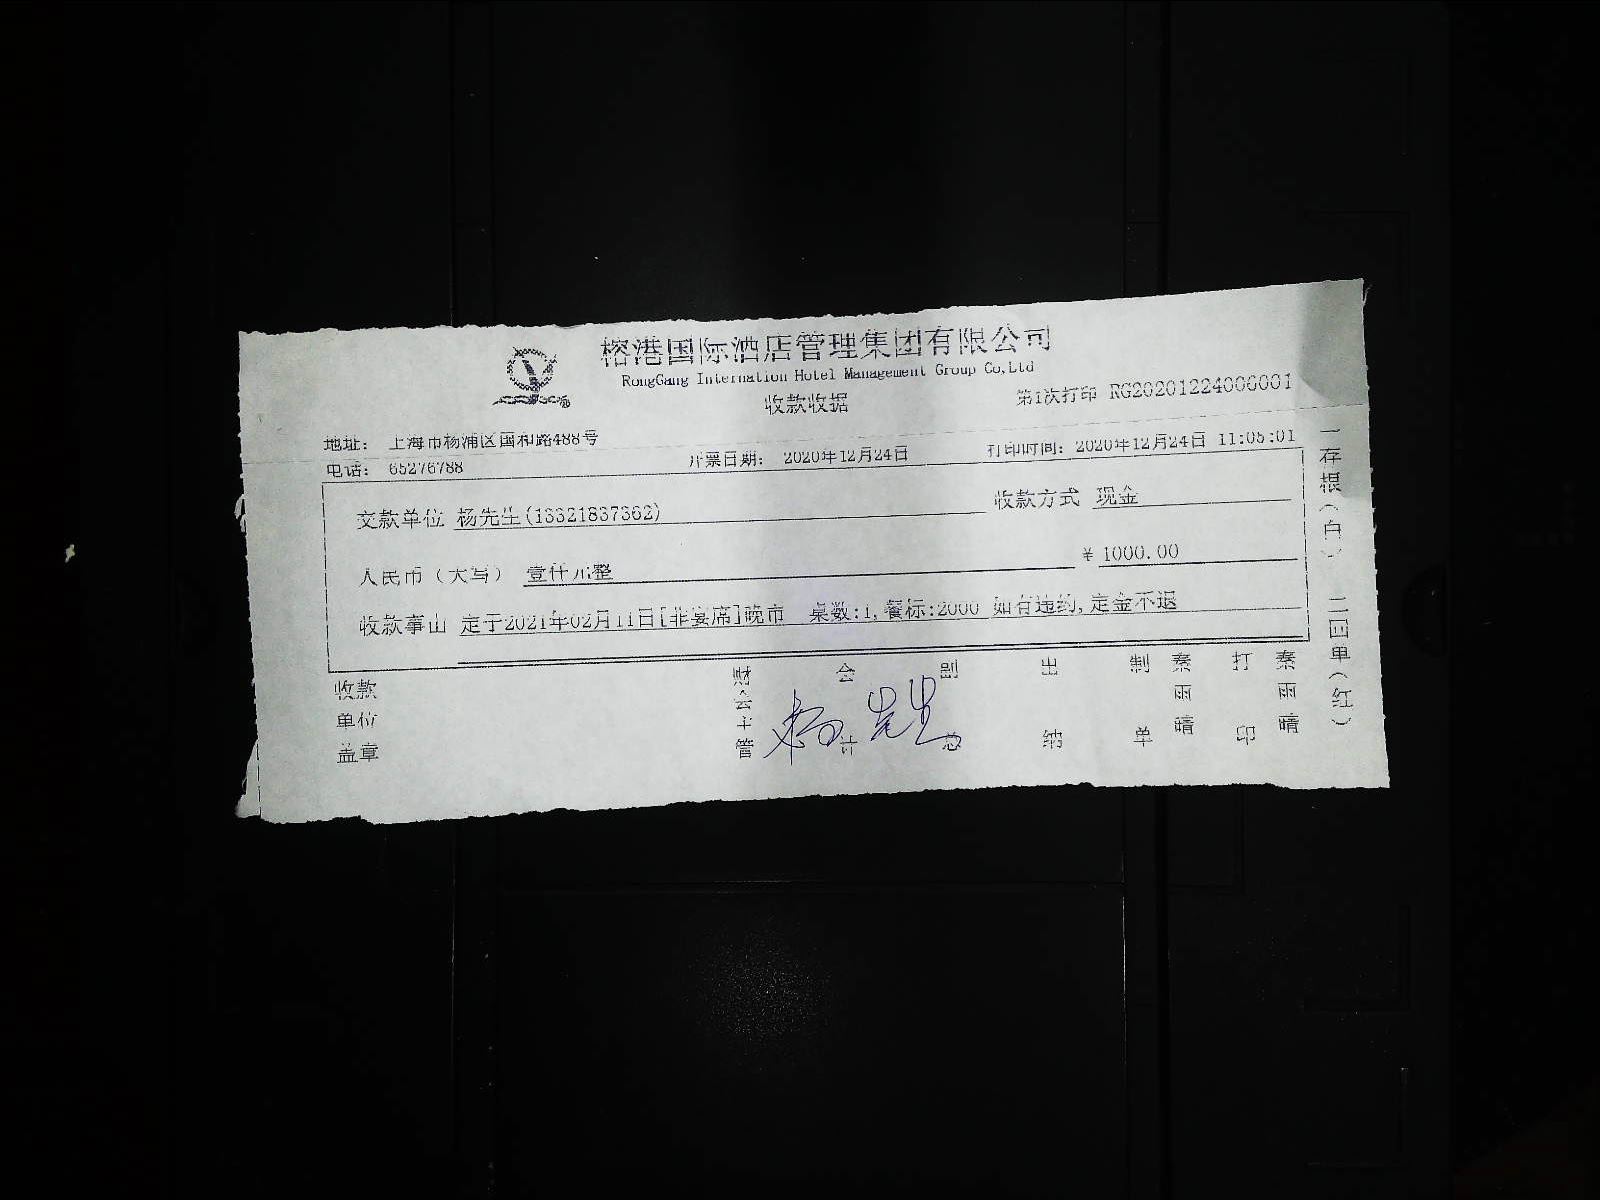 榕港国际酒店管理集团有限公司
RongGang Internation Hotel Management Group Co,Ltd
收款收据
第1次打印 RG20201224000001
地址: 上海市杨浦区国和路488号
电话: 65276788
开票日期: 2020年12月24日
打印时间: 2020年12月24日 11:05:01
交款单位 杨先生(13321837362)
收款方式 现金
人民币（大写） 壹仟元整
¥ 1000.00
收款事由 定于2021年02月11日[非宴席]晚市 桌数:1,餐标:2000 如有违约,定金不退
收款单位盖章
财会主管
会计
副总
出纳
制单
秦雨晴
打印
秦雨晴
杨先生
一存根（白） 二回单（红）